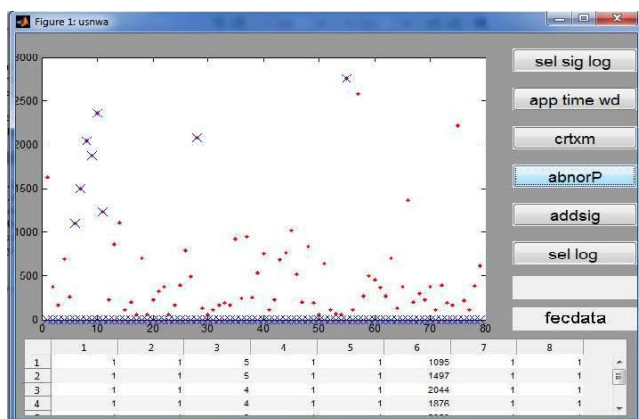 Figure 1: usnwa
3000
2500
2000
1500
1000
500
0
0 10 20 30 40 50 60 70 80
sel sig log
app time wd
crtxm
abnorP
addsig
sel log
fecdata
1 2 3 4 5 6 7 8
1 1 1 5 1 1 1095 1 1
2 1 1 5 1 1 1497 1 1
3 1 1 4 1 1 2044 1 1
4 1 1 4 1 1 1876 1 1